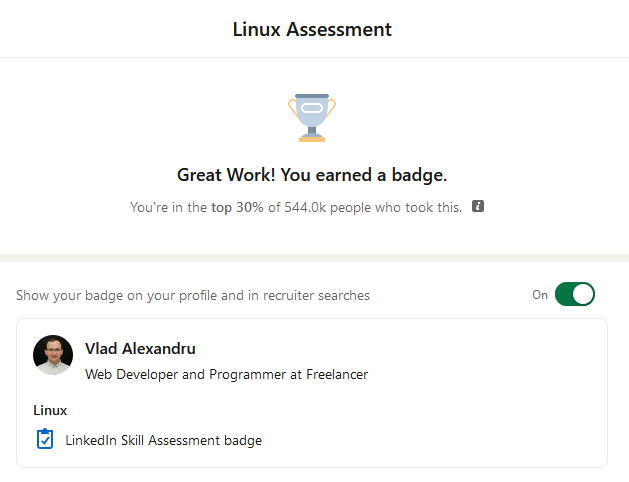 Linux Assessment
Great Work! You earned a badge.
You're in the top 30% of 544.0k people who took this.
Show your badge on your profile and in recruiter searches
On
Vlad Alexandru
Web Developer and Programmer at Freelancer
Linux
LinkedIn Skill Assessment badge